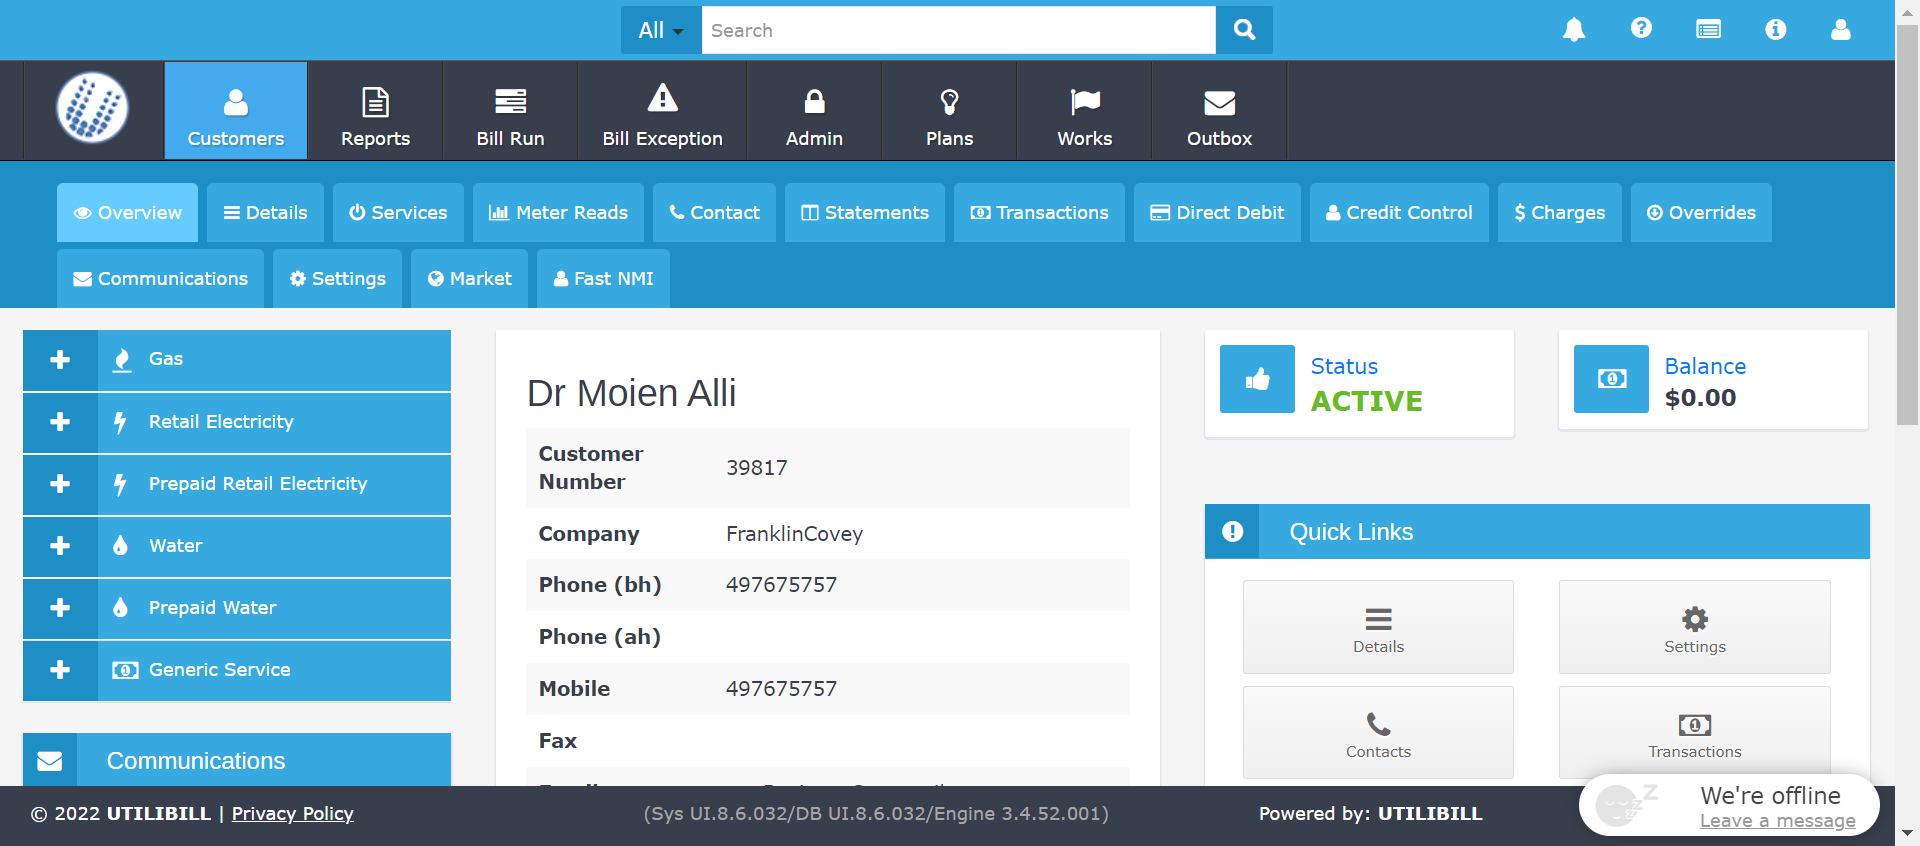 All Search
Customers Reports Bill Run Bill Exception Admin Plans Works Outbox
Overview Details Services Meter Reads Contact Statements Transactions Direct Debit Credit Control $ Charges Overrides
Communications Settings Market Fast NMI
Gas
Retail Electricity
Prepaid Retail Electricity
Water
Prepaid Water
Generic Service
Communications
Dr Moien Alli
Customer Number 39817
Company FranklinCovey
Phone (bh) 497675757
Phone (ah)
Mobile 497675757
Fax
Status
ACTIVE
Balance
$0.00
Quick Links
Details Settings
Contacts Transactions
© 2022 UTILIBILL | Privacy Policy (Sys UI.8.6.032/DB UI.8.6.032/Engine 3.4.52.001) Powered by: UTILIBILL
We're offline
Leave a message